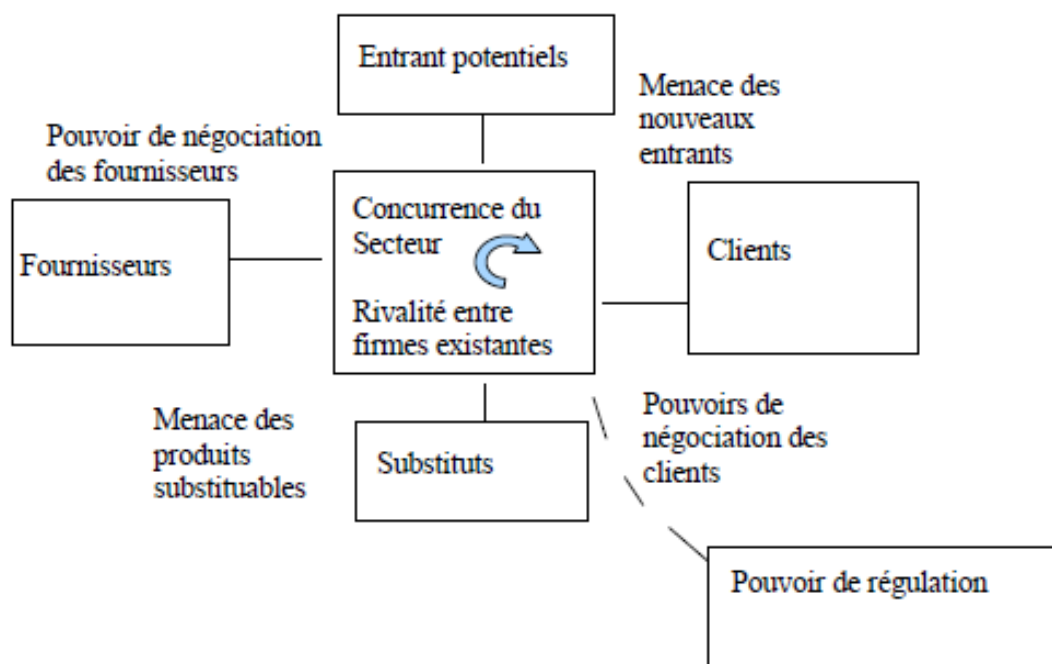 Entrant potentiels
Menace des
nouveaux
entrants
Pouvoir de négociation
des fournisseurs
Fournisseurs
Concurrence du
Secteur
Rivalité entre
firmes existantes
Clients
Menace des
produits
substituables
Substituts
Pouvoirs de
négociation des
clients
Pouvoir de régulation